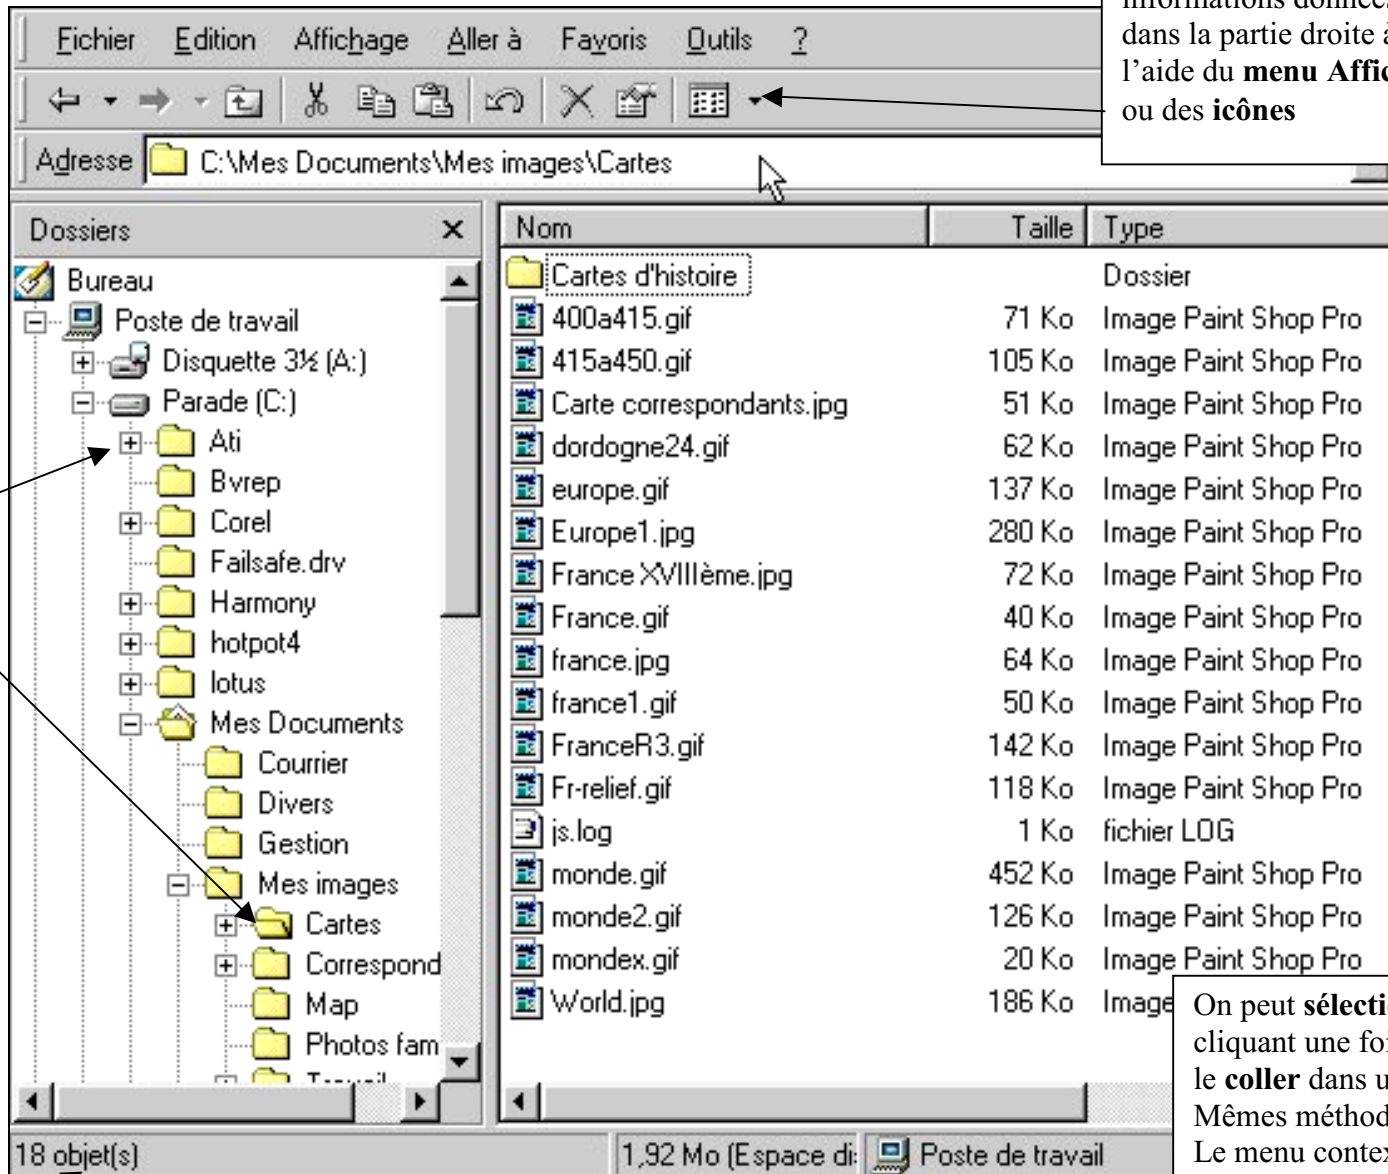 informations données
dans la partie droite à
l'aide du menu Affic
ou des icônes
Fichier Edition Affichage Aller à Favoris Outils ?
Adresse C:\Mes Documents\Mes images\Cartes
Dossiers
Bureau
Poste de travail
Disquette 3½ (A:)
Parade (C:)
Ati
Bvrep
Corel
Failsafe.drv
Harmony
hotpot4
lotus
Mes Documents
Courrier
Divers
Gestion
Mes images
Cartes
Correspond
Map
Photos fam
Travail
Nom Taille Type
Cartes d'histoire Dossier
400a415.gif 71 Ko Image Paint Shop Pro
415a450.gif 105 Ko Image Paint Shop Pro
Carte correspondants.jpg 51 Ko Image Paint Shop Pro
dordogne24.gif 62 Ko Image Paint Shop Pro
europe.gif 137 Ko Image Paint Shop Pro
Europe1.jpg 280 Ko Image Paint Shop Pro
France XVIIIème.jpg 72 Ko Image Paint Shop Pro
France.gif 40 Ko Image Paint Shop Pro
france.jpg 64 Ko Image Paint Shop Pro
france1.gif 50 Ko Image Paint Shop Pro
FranceR3.gif 142 Ko Image Paint Shop Pro
Fr-relief.gif 118 Ko Image Paint Shop Pro
js.log 1 Ko fichier LOG
monde.gif 452 Ko Image Paint Shop Pro
monde2.gif 126 Ko Image Paint Shop Pro
mondex.gif 20 Ko Image Paint Shop Pro
World.jpg 186 Ko Image
On peut sélecti
cliquant une foi
le coller dans u
Mêmes méthod
Le menu contex
18 objet(s) 1,92 Mo (Espace di Poste de travail